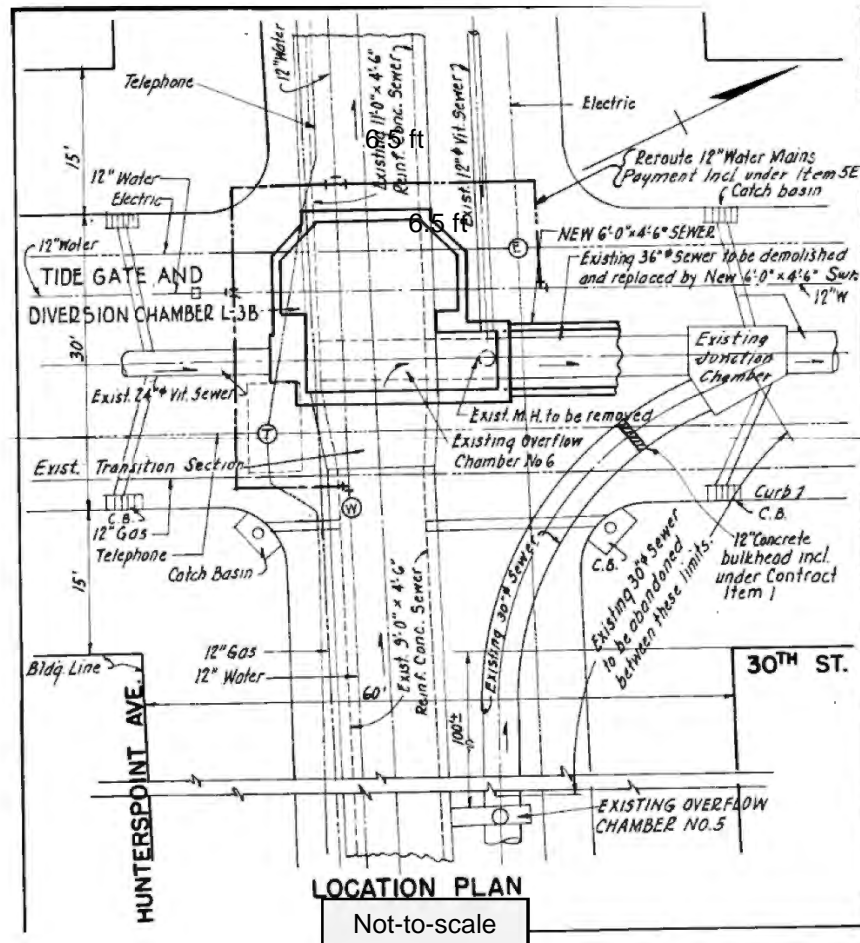 12"Water
Telephone
Existing 11'-0" x 4'-6"
Reinf. Conc. Sewer
Exist. 12"⌀ Vit. Sewer
Electric
6.5 ft
Reroute 12" Water Mains
Payment Incl. under Item 5E
Catch basin
15'
12" Water
Electric
6.5 ft
NEW 6'-0" x 4'-6" SEWER
12"Water
Existing 36"⌀ Sewer to be demolished
and replaced by New 6'-0" x 4'-6" Swr.
12"W
TIDE GATE AND
DIVERSION CHAMBER L-3B
E
30'
Existing
Junction
Chamber
Exist. 24"⌀ Vit. Sewer
Exist. M.H. to be removed
Existing Overflow
Chamber No 6
T
Exist. Transition Section
W
C.B.
12" Gas
Telephone
Catch Basin
Curb
C.B.
C.B.
12" Concrete
bulkhead incl.
under Contract
Item 1
15'
Existing 30"⌀ Sewer
Existing 30"⌀ Sewer
to be abandoned
between these limits.
12" Gas
12" Water
Exist. 9'-0" x 4'-6"
Reinf. Conc. Sewer
Bldg. Line
60'
100'±
30TH ST.
HUNTERSPOINT AVE.
EXISTING OVERFLOW
CHAMBER NO. 5
LOCATION PLAN
Not-to-scale